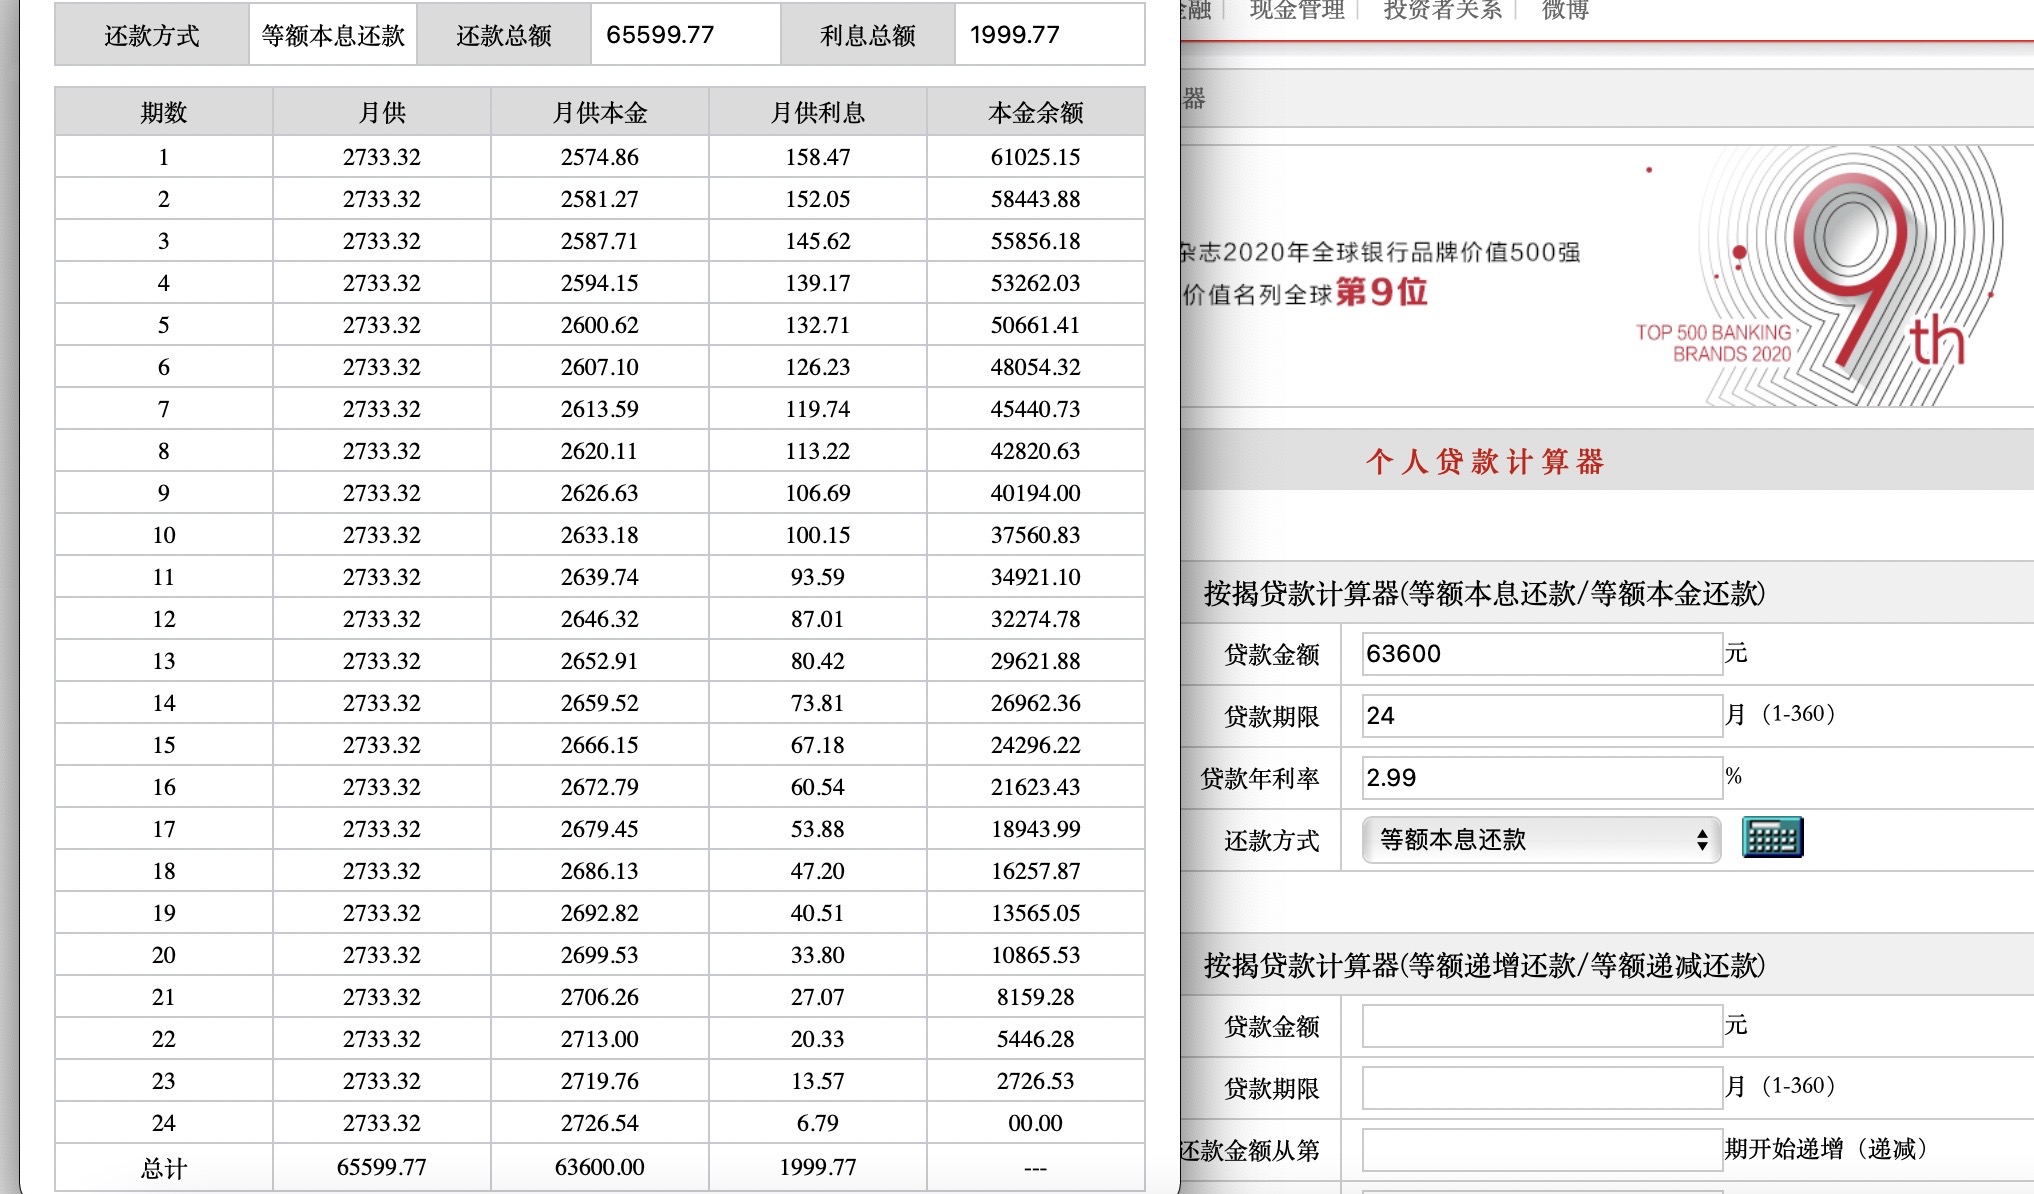 还款方式 等额本息还款 还款总额 65599.77 利息总额 1999.77
期数 月供 月供本金 月供利息 本金余额
1 2733.32 2574.86 158.47 61025.15
2 2733.32 2581.27 152.05 58443.88
3 2733.32 2587.71 145.62 55856.18
4 2733.32 2594.15 139.17 53262.03
5 2733.32 2600.62 132.71 50661.41
6 2733.32 2607.10 126.23 48054.32
7 2733.32 2613.59 119.74 45440.73
8 2733.32 2620.11 113.22 42820.63
9 2733.32 2626.63 106.69 40194.00
10 2733.32 2633.18 100.15 37560.83
11 2733.32 2639.74 93.59 34921.10
12 2733.32 2646.32 87.01 32274.78
13 2733.32 2652.91 80.42 29621.88
14 2733.32 2659.52 73.81 26962.36
15 2733.32 2666.15 67.18 24296.22
16 2733.32 2672.79 60.54 21623.43
17 2733.32 2679.45 53.88 18943.99
18 2733.32 2686.13 47.20 16257.87
19 2733.32 2692.82 40.51 13565.05
20 2733.32 2699.53 33.80 10865.53
21 2733.32 2706.26 27.07 8159.28
22 2733.32 2713.00 20.33 5446.28
23 2733.32 2719.76 13.57 2726.53
24 2733.32 2726.54 6.79 00.00
总计 65599.77 63600.00 1999.77 ---
融 现金管理 投资者关系 微博
器
杂志2020年全球银行品牌价值500强
价值名列全球第9位
TOP 500 BANKING
BRANDS 2020
9th
个人贷款计算器
按揭贷款计算器(等额本息还款/等额本金还款)
贷款金额 63600 元
贷款期限 24 月（1-360）
贷款年利率 2.99 %
还款方式 等额本息还款
按揭贷款计算器(等额递增还款/等额递减还款)
贷款金额 元
贷款期限 月（1-360）
还款金额从第 期开始递增（递减）